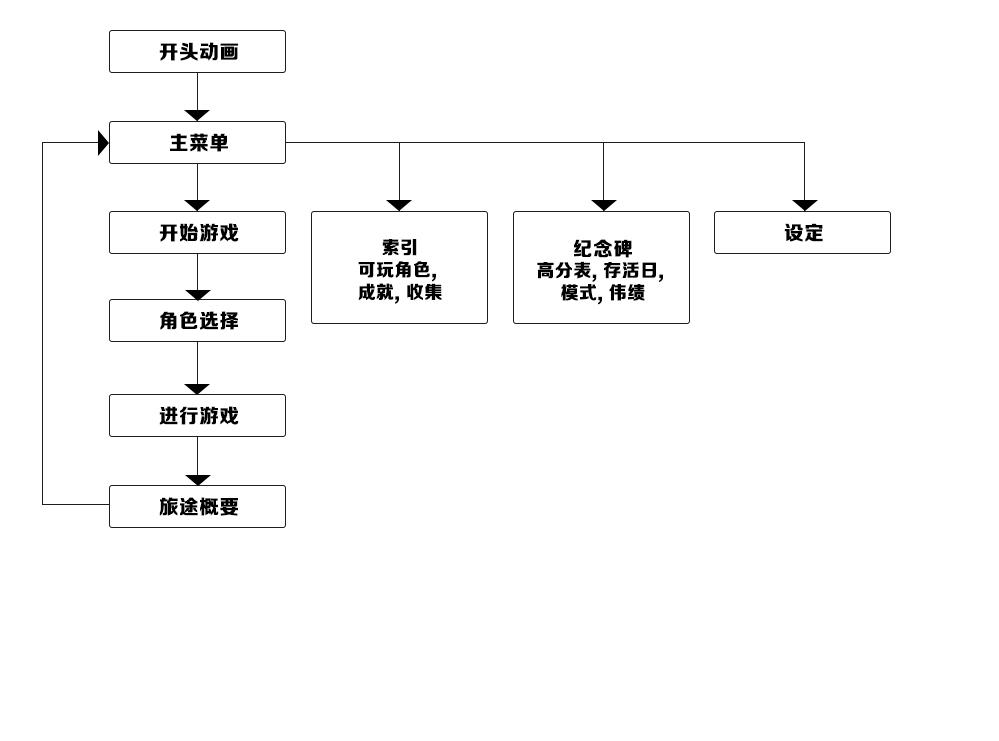 开头动画
主菜单
开始游戏
索引
可玩角色,
成就, 收集
纪念碑
高分表, 存活日,
模式, 伟绩
设定
角色选择
进行游戏
旅途概要